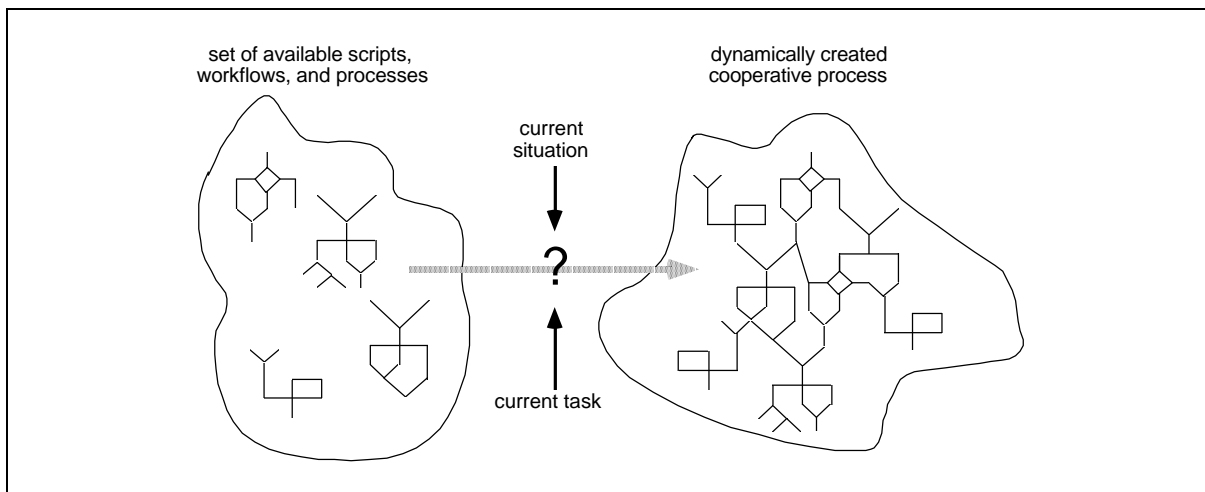 set of available scripts,
workflows, and processes
dynamically created
cooperative process
current
situation
?
current task